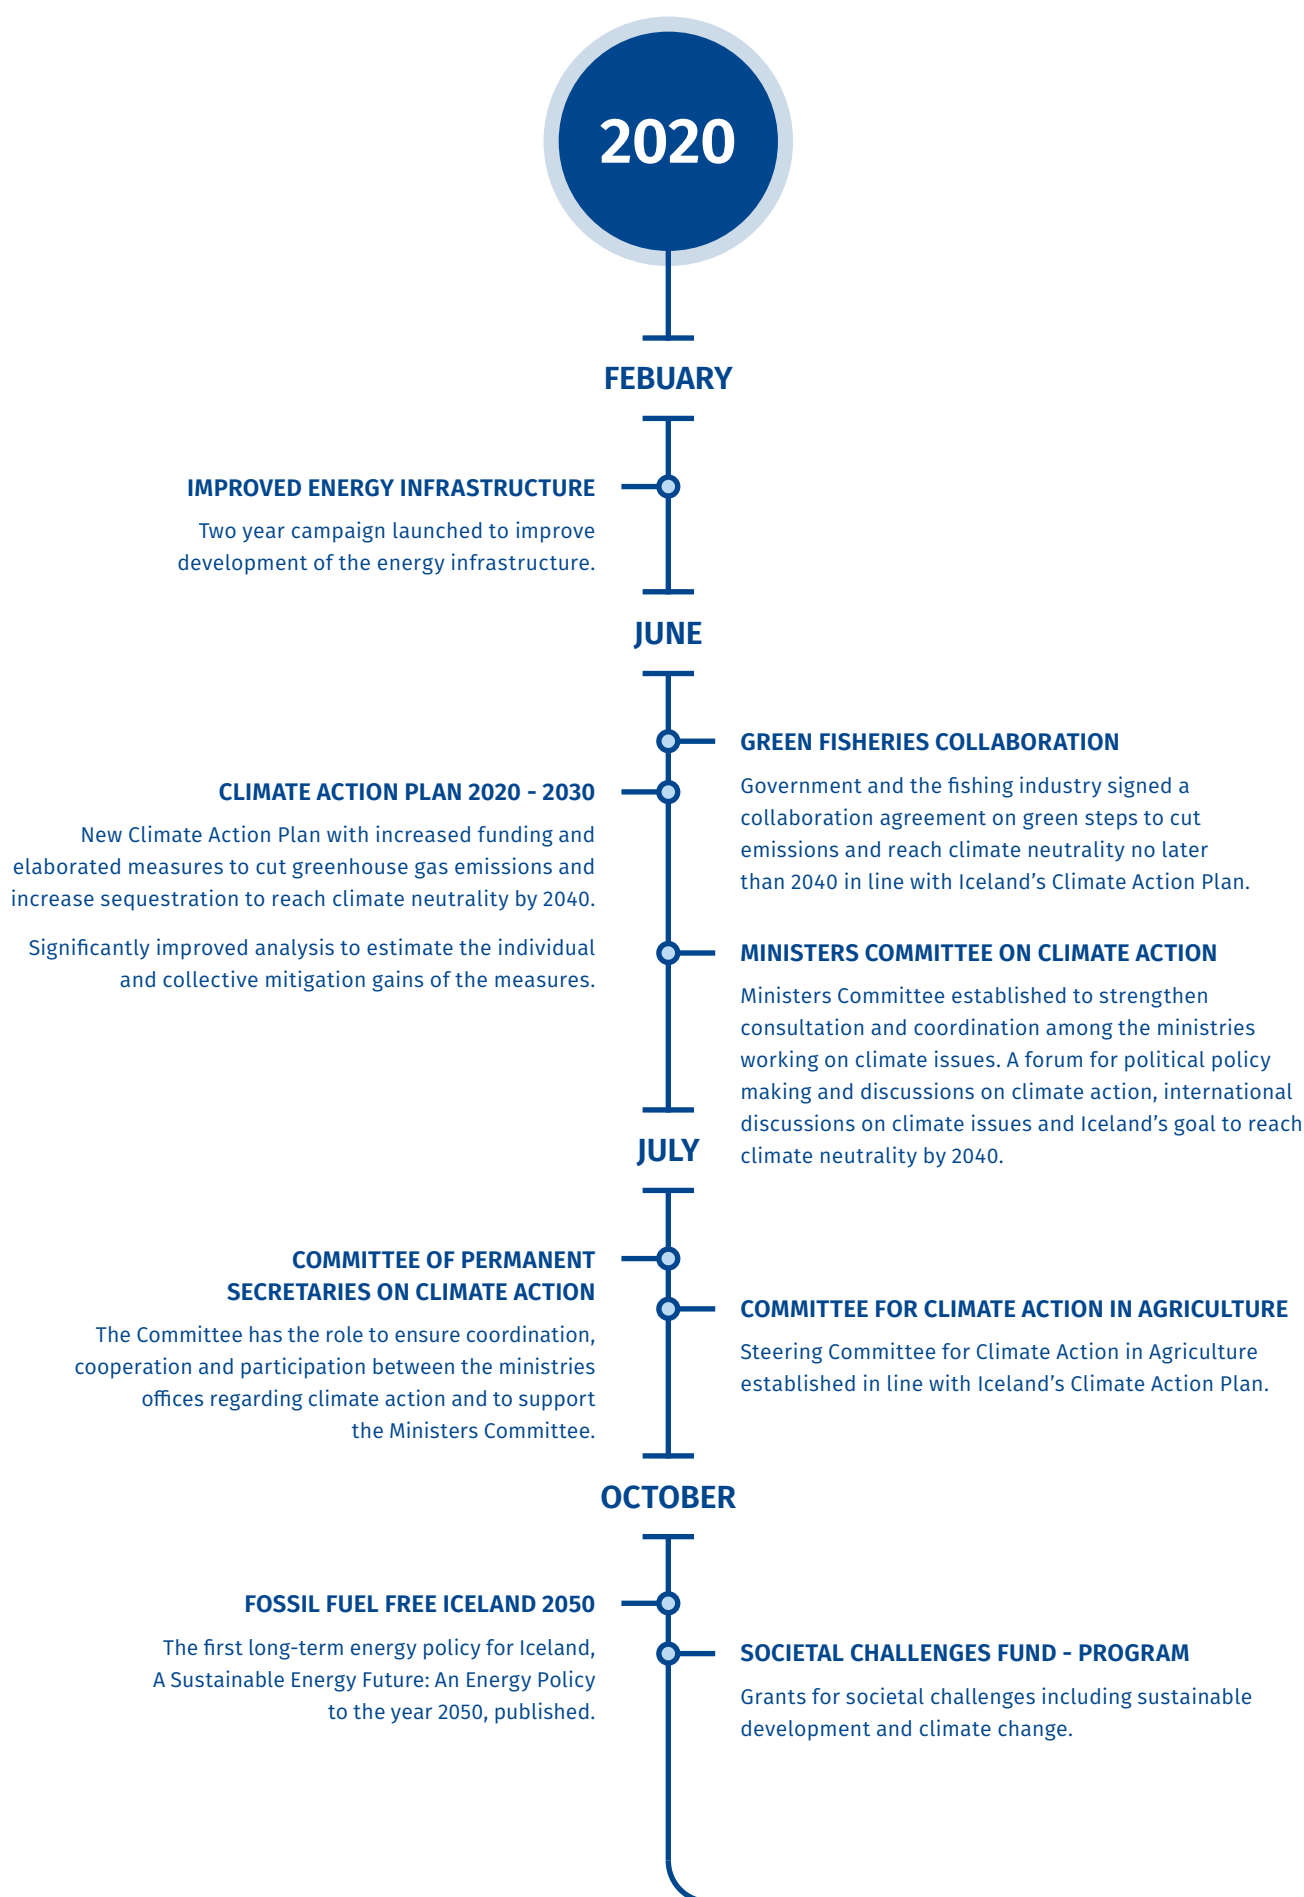 2020
FEBUARY
IMPROVED ENERGY INFRASTRUCTURE
Two year campaign launched to improve
development of the energy infrastructure.
JUNE
GREEN FISHERIES COLLABORATION
Government and the fishing industry signed a
collaboration agreement on green steps to cut
emissions and reach climate neutrality no later
than 2040 in line with Iceland’s Climate Action Plan.
CLIMATE ACTION PLAN 2020 - 2030
New Climate Action Plan with increased funding and
elaborated measures to cut greenhouse gas emissions and
increase sequestration to reach climate neutrality by 2040.
Significantly improved analysis to estimate the individual
and collective mitigation gains of the measures.
MINISTERS COMMITTEE ON CLIMATE ACTION
Ministers Committee established to strengthen
consultation and coordination among the ministries
working on climate issues. A forum for political policy
making and discussions on climate action, international
discussions on climate issues and Iceland’s goal to reach
climate neutrality by 2040.
JULY
COMMITTEE OF PERMANENT
SECRETARIES ON CLIMATE ACTION
The Committee has the role to ensure coordination,
cooperation and participation between the ministries
offices regarding climate action and to support
the Ministers Committee.
COMMITTEE FOR CLIMATE ACTION IN AGRICULTURE
Steering Committee for Climate Action in Agriculture
established in line with Iceland’s Climate Action Plan.
OCTOBER
FOSSIL FUEL FREE ICELAND 2050
The first long-term energy policy for Iceland,
A Sustainable Energy Future: An Energy Policy
to the year 2050, published.
SOCIETAL CHALLENGES FUND - PROGRAM
Grants for societal challenges including sustainable
development and climate change.